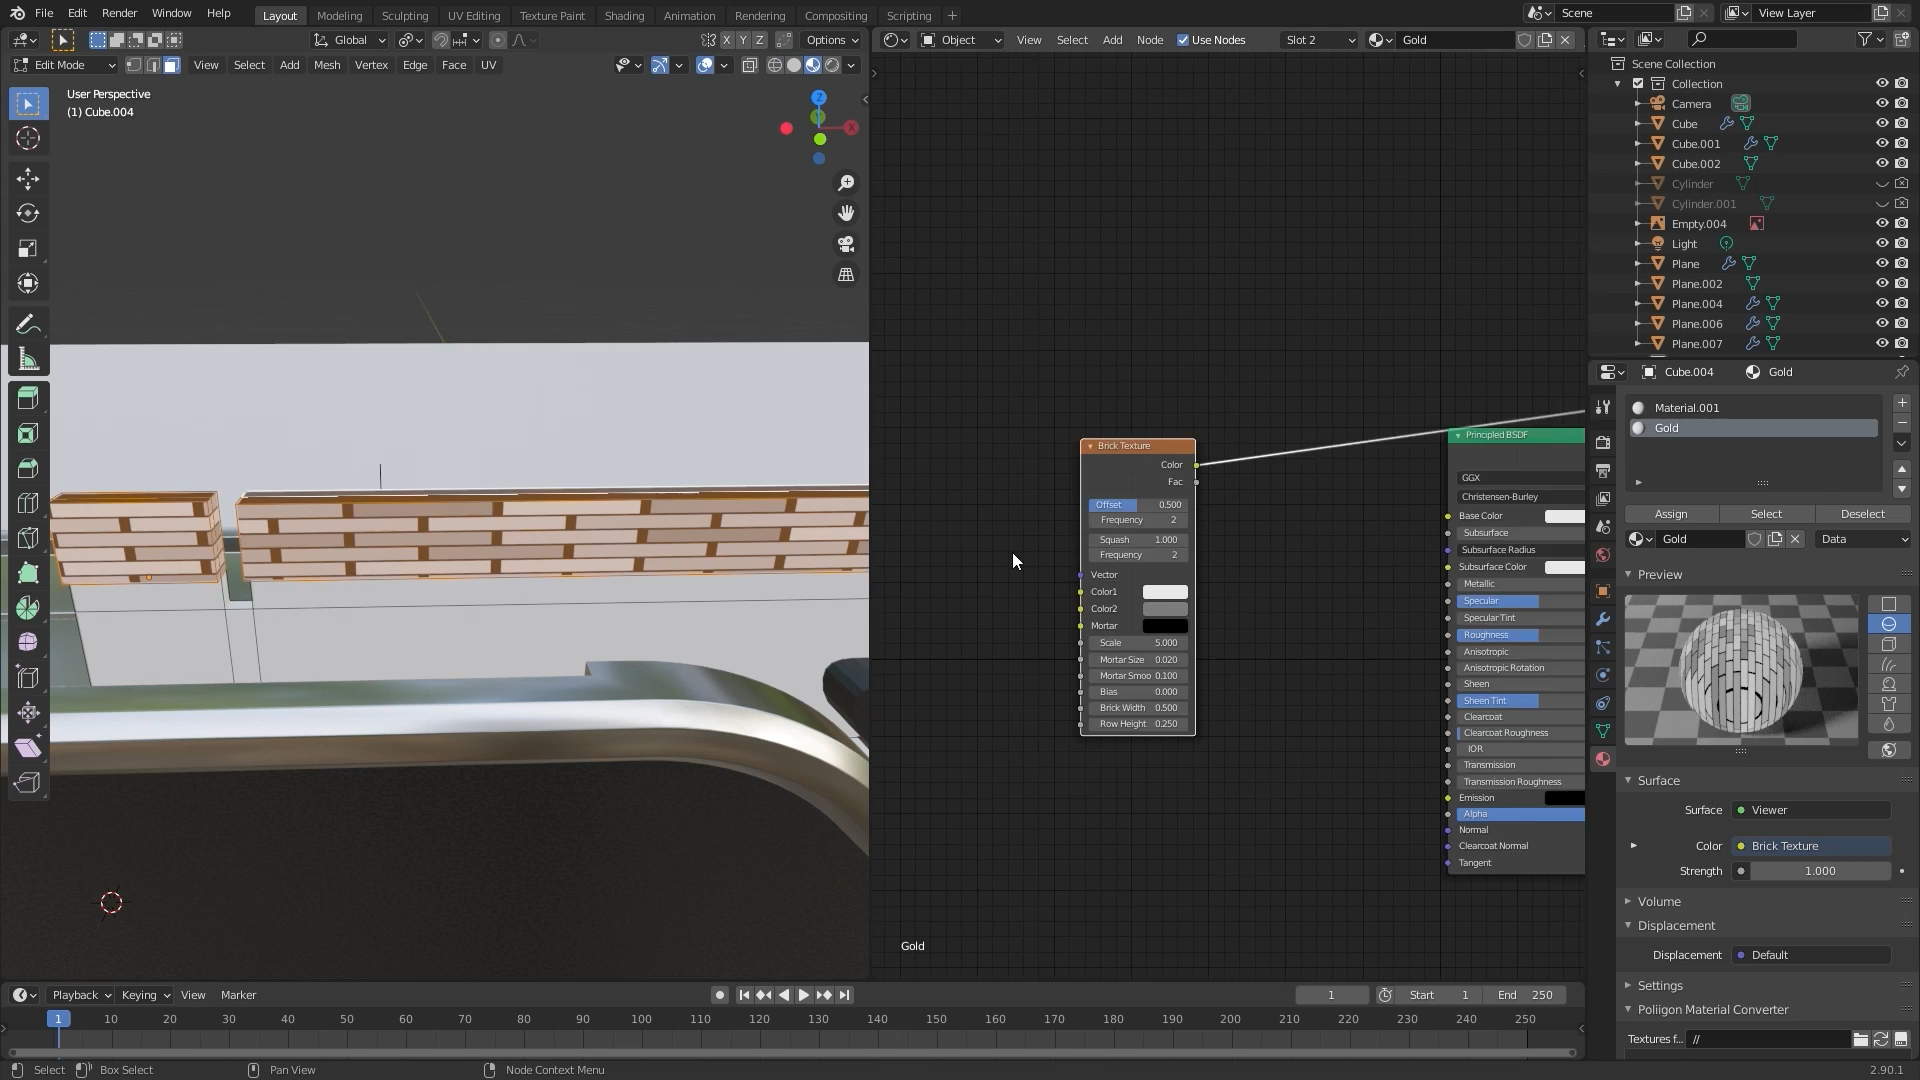 File Edit Render Window Help
Layout Modeling Sculpting UV Editing Texture Paint Shading Animation Rendering Compositing Scripting +
Scene View Layer
Global X Y Z Options
Object View Select Add Node Use Nodes Slot 2 Gold
Edit Mode View Select Add Mesh Vertex Edge Face UV
User Perspective
(1) Cube.004
Z
Y
X
Brick Texture
Color
Fac
Offset 0.500
Frequency 2
Squash 1.000
Frequency 2
Vector
Color1
Color2
Mortar
Scale 5.000
Mortar Size 0.020
Mortar Smoo 0.100
Bias 0.000
Brick Width 0.500
Row Height 0.250
Principled BSDF
GGX
Christensen-Burley
Base Color
Subsurface
Subsurface Radius
Subsurface Color
Metallic
Specular
Specular Tint
Roughness
Anisotropic
Anisotropic Rotation
Sheen
Sheen Tint
Clearcoat
Clearcoat Roughness
IOR
Transmission
Transmission Roughness
Emission
Alpha
Normal
Clearcoat Normal
Tangent
Gold
Scene Collection
Collection
Camera
Cube
Cube.001
Cube.002
Cylinder
Cylinder.001
Empty.004
Light
Plane
Plane.002
Plane.004
Plane.006
Plane.007
Cube.004 Gold
Material.001
Gold
Assign Select Deselect
Gold Data
Preview
Surface
Surface Viewer
Color Brick Texture
Strength 1.000
Volume
Displacement
Displacement Default
Settings
Poliigon Material Converter
Textures f... //
Playback Keying View Marker
1 Start 1 End 250
1 10 20 30 40 50 60 70 80 90 100 110 120 130 140 150 160 170 180 190 200 210 220 230 240 250
Select Box Select Pan View Node Context Menu 2.90.1